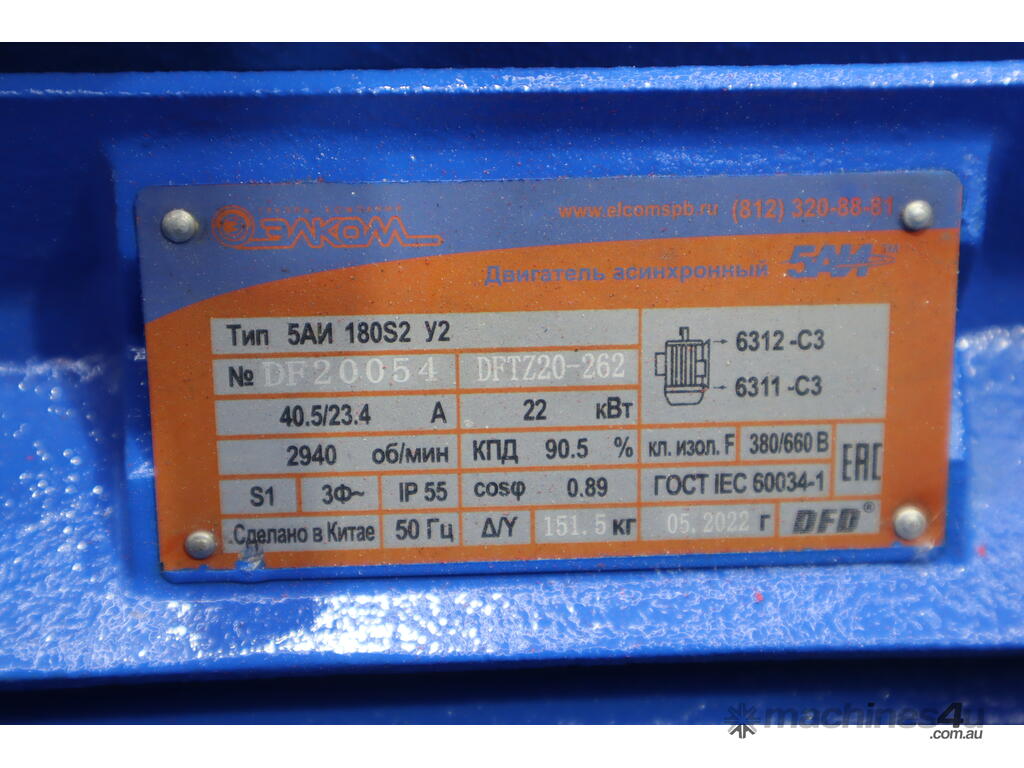 ЭЛКОМ
www.elcomspb.ru (812) 320-88-81
Двигатель асинхронный 5АИ™
Тип 5АИ 180S2 У2
№ DF20054 DFTZ20-262
6312 -C3
6311 -C3
40.5/23.4 А 22 кВт
2940 об/мин КПД 90.5 % кл. изол. F 380/660 В EAC
S1 3Ф~ IP 55 cosφ 0.89 ГОСТ IEC 60034-1
Сделано в Китае 50 Гц Δ/Y 151.5 кг 05.2022 г DFD®
machines4u
.com.au